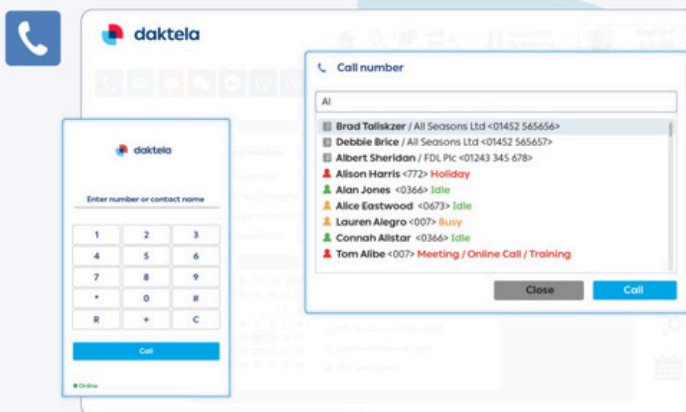 daktela
Call number
Al
Brad Taliskzer / All Seasons Ltd <01452 565656>
Debbie Brice / All Seasons Ltd <01452 565657>
Albert Sheridan / FDL Plc <01243 345 678>
Alison Harris <772> Holiday
Alan Jones <0366> Idle
Alice Eastwood <0673> Idle
Lauren Alegro <007> Busy
Connah Allstar <0366> Idle
Tom Alibe <007> Meeting / Online Call / Training
Close Call
daktela
Enter number or contact name
1 2 3
4 5 6
7 8 9
* 0 #
R + C
Call
Online